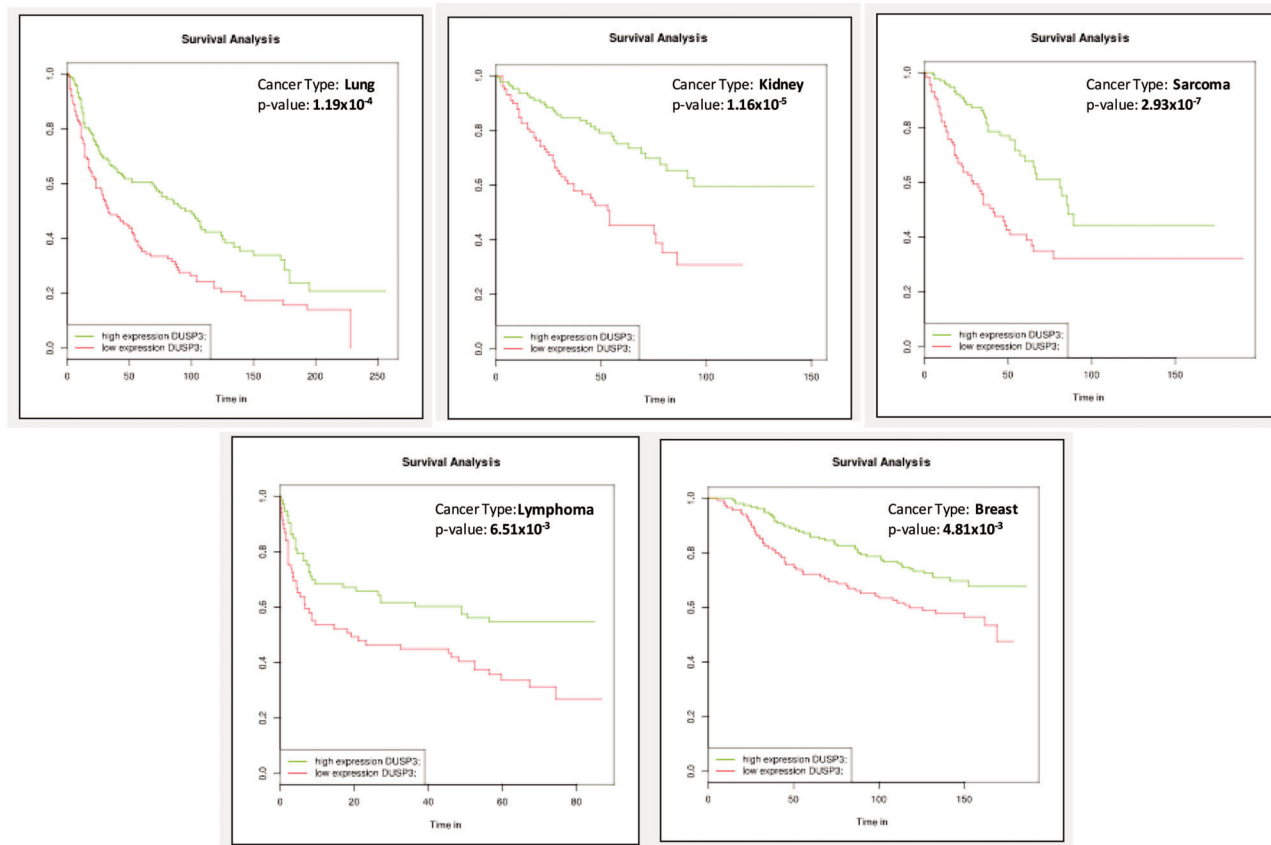 Survival Analysis
Cancer Type: Lung
p-value: 1.19x10⁻⁴
1.0
0.8
0.6
0.4
0.2
0.0
high expression DUSP3;
low expression DUSP3;
0 50 100 150 200 250
Time in
Survival Analysis
Cancer Type: Kidney
p-value: 1.16x10⁻⁵
1.0
0.8
0.6
0.4
0.2
0.0
high expression DUSP3;
low expression DUSP3;
0 50 100 150
Time in
Survival Analysis
Cancer Type: Sarcoma
p-value: 2.93x10⁻⁷
1.0
0.8
0.6
0.4
0.2
0.0
high expression DUSP3;
low expression DUSP3;
0 50 100 150
Time in
Survival Analysis
Cancer Type:Lymphoma
p-value: 6.51x10⁻³
1.0
0.8
0.6
0.4
0.2
0.0
high expression DUSP3;
low expression DUSP3;
0 20 40 60 80
Time in
Survival Analysis
Cancer Type: Breast
p-value: 4.81x10⁻³
1.0
0.8
0.6
0.4
0.2
0.0
high expression DUSP3;
low expression DUSP3;
0 50 100 150
Time in